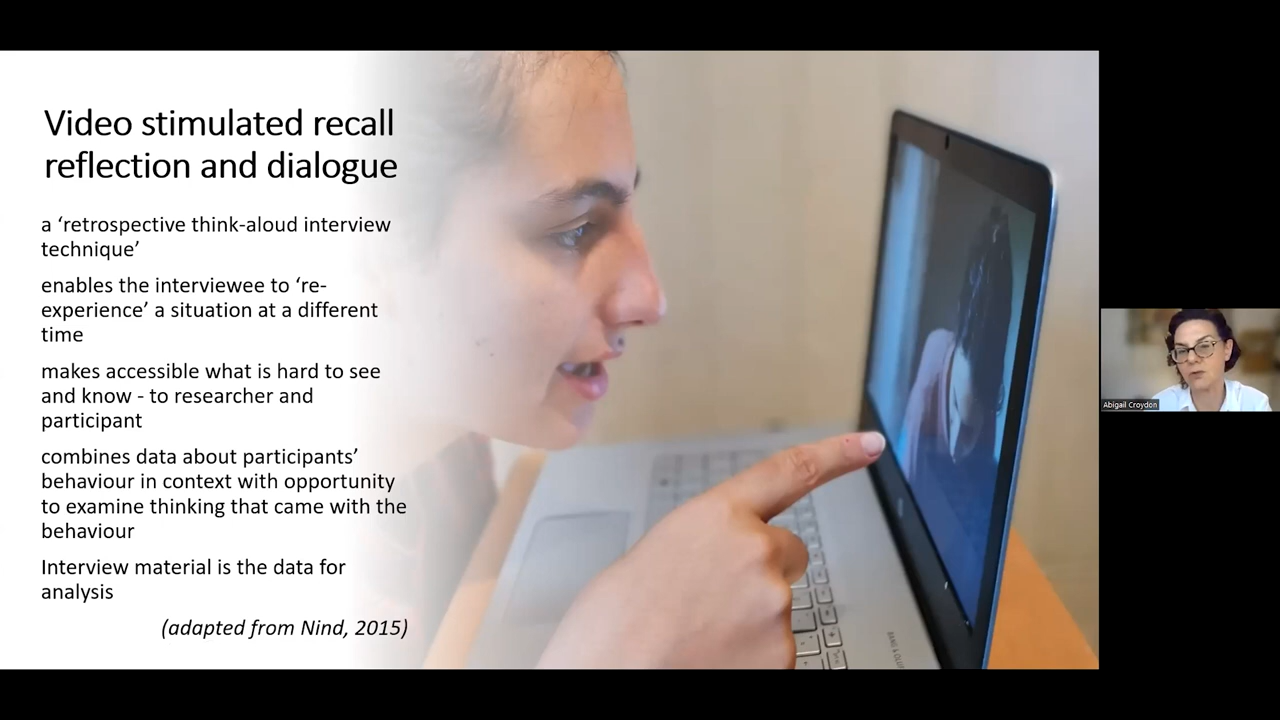 Video stimulated recall
reflection and dialogue
a ‘retrospective think-aloud interview
technique’
enables the interviewee to ‘re-
experience’ a situation at a different
time
makes accessible what is hard to see
and know - to researcher and
participant
combines data about participants’
behaviour in context with opportunity
to examine thinking that came with the
behaviour
Interview material is the data for
analysis
(adapted from Nind, 2015)
Abigail Croydon